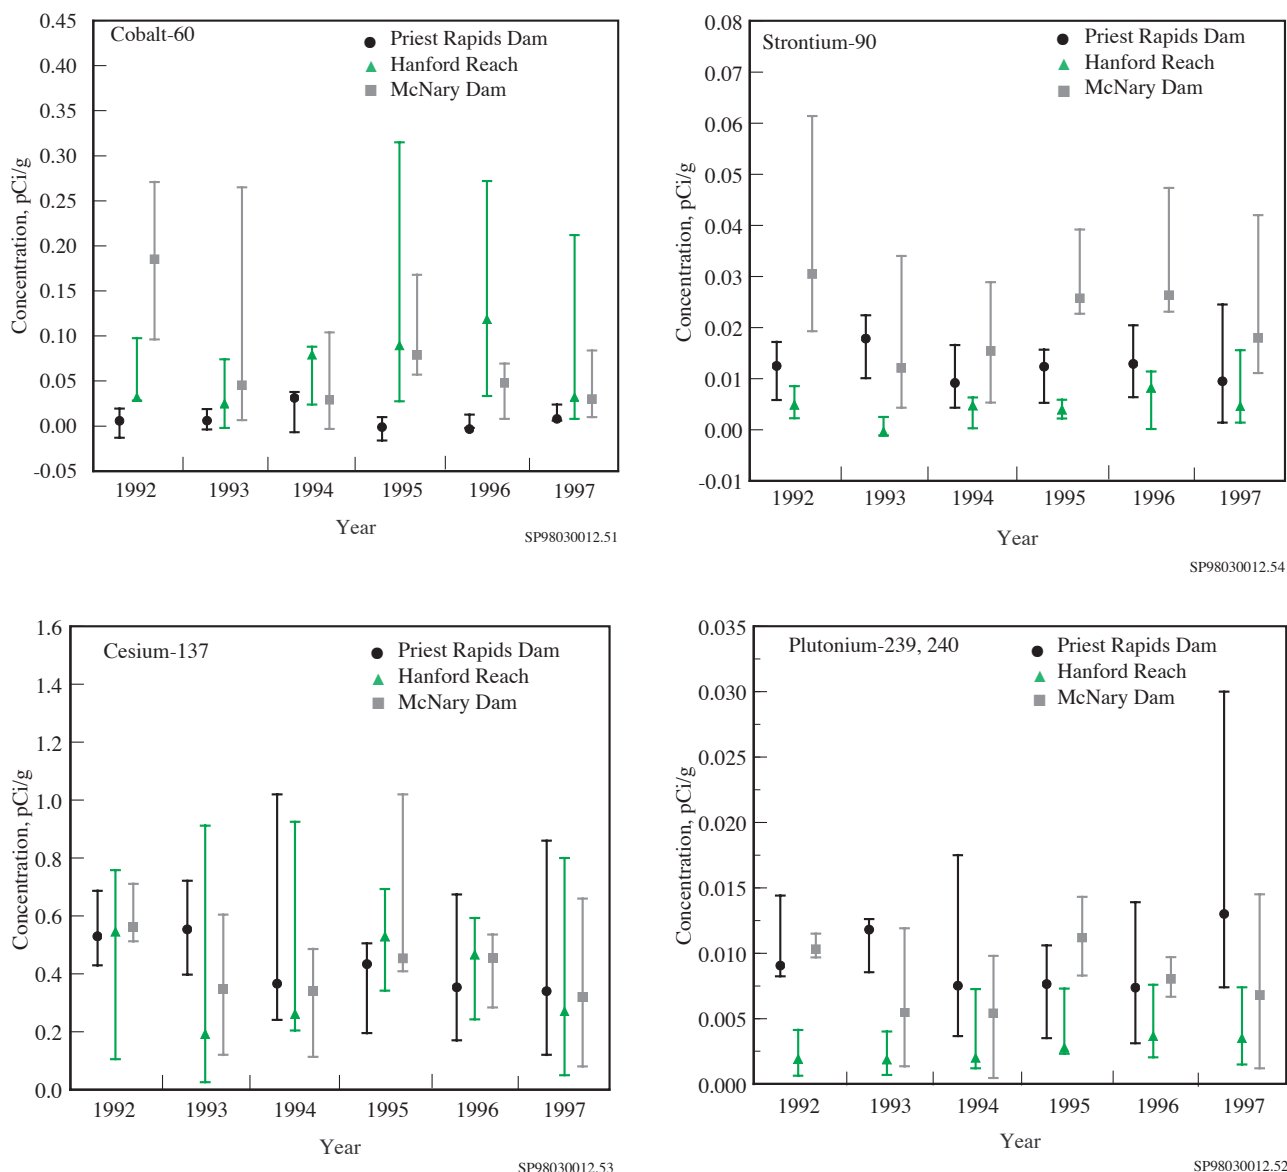 Cobalt-60
Priest Rapids Dam
Hanford Reach
McNary Dam
Concentration, pCi/g
0.45
0.40
0.35
0.30
0.25
0.20
0.15
0.10
0.05
0.00
-0.05
1992 1993 1994 1995 1996 1997
Year
SP98030012.51
Strontium-90
Priest Rapids Dam
Hanford Reach
McNary Dam
Concentration, pCi/g
0.08
0.07
0.06
0.05
0.04
0.03
0.02
0.01
0.00
-0.01
1992 1993 1994 1995 1996 1997
Year
SP98030012.54
Cesium-137
Priest Rapids Dam
Hanford Reach
McNary Dam
Concentration, pCi/g
1.6
1.4
1.2
1.0
0.8
0.6
0.4
0.2
0.0
1992 1993 1994 1995 1996 1997
Year
SP98030012.53
Plutonium-239, 240
Priest Rapids Dam
Hanford Reach
McNary Dam
Concentration, pCi/g
0.035
0.030
0.025
0.020
0.015
0.010
0.005
0.000
1992 1993 1994 1995 1996 1997
Year
SP98030012.52